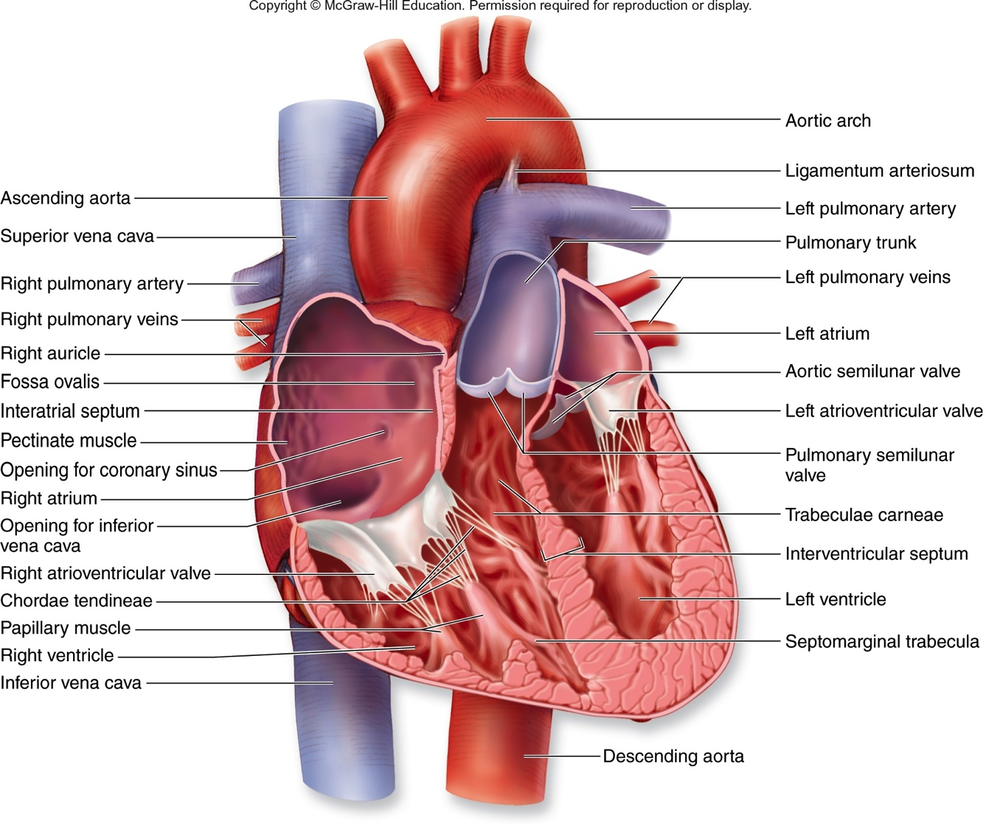 Copyright © McGraw-Hill Education. Permission required for reproduction or display.
Ascending aorta
Superior vena cava
Right pulmonary artery
Right pulmonary veins
Right auricle
Fossa ovalis
Interatrial septum
Pectinate muscle
Opening for coronary sinus
Right atrium
Opening for inferior
vena cava
Right atrioventricular valve
Chordae tendineae
Papillary muscle
Right ventricle
Inferior vena cava
Aortic arch
Ligamentum arteriosum
Left pulmonary artery
Pulmonary trunk
Left pulmonary veins
Left atrium
Aortic semilunar valve
Left atrioventricular valve
Pulmonary semilunar
valve
Trabeculae carneae
Interventricular septum
Left ventricle
Septomarginal trabecula
Descending aorta